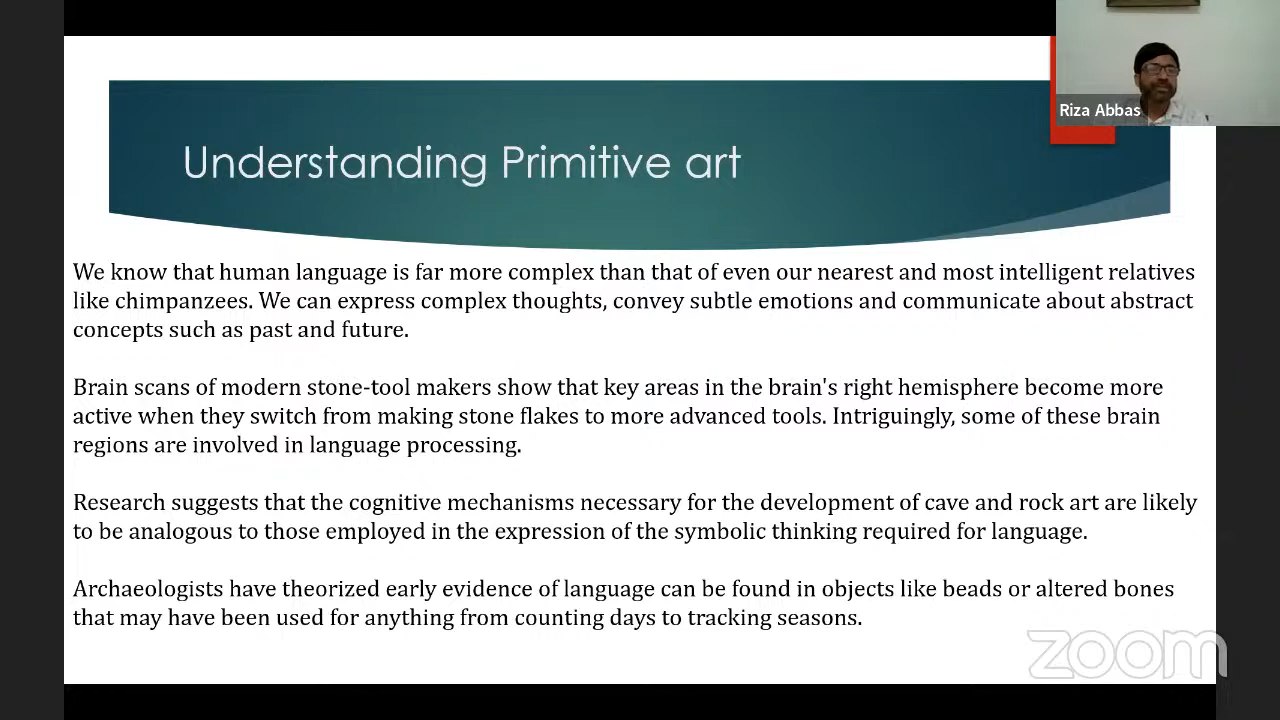 Understanding Primitive art
Riza Abbas
We know that human language is far more complex than that of even our nearest and most intelligent relatives
like chimpanzees. We can express complex thoughts, convey subtle emotions and communicate about abstract
concepts such as past and future.
Brain scans of modern stone-tool makers show that key areas in the brain's right hemisphere become more
active when they switch from making stone flakes to more advanced tools. Intriguingly, some of these brain
regions are involved in language processing.
Research suggests that the cognitive mechanisms necessary for the development of cave and rock art are likely
to be analogous to those employed in the expression of the symbolic thinking required for language.
Archaeologists have theorized early evidence of language can be found in objects like beads or altered bones
that may have been used for anything from counting days to tracking seasons.
zoom